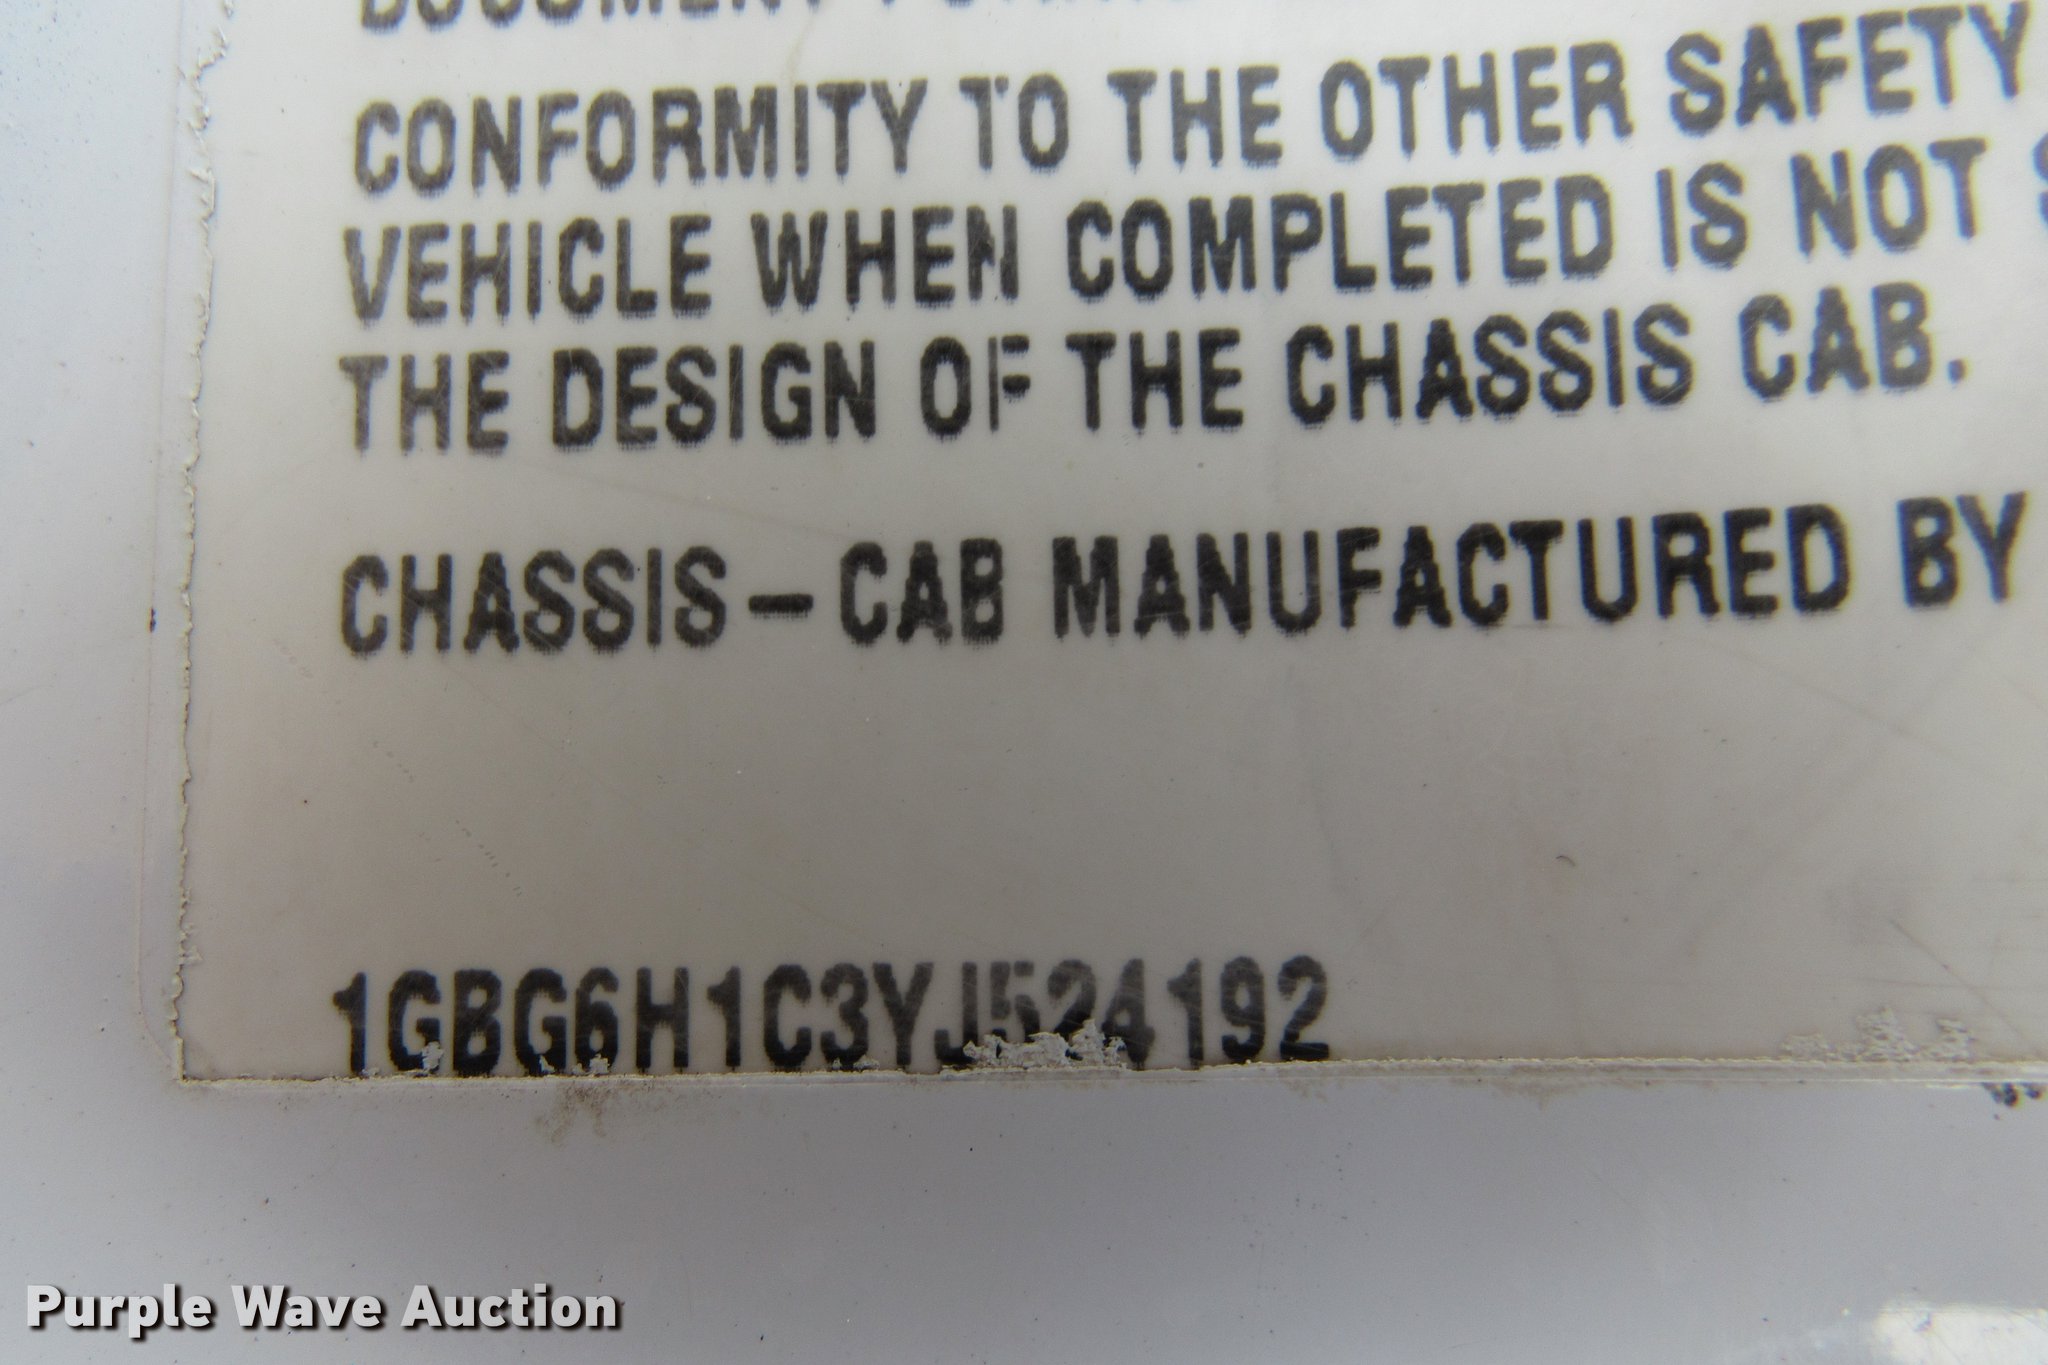 CONFORMITY TO THE OTHER SAFETY
VEHICLE WHEN COMPLETED IS NOT
THE DESIGN OF THE CHASSIS CAB.
CHASSIS-CAB MANUFACTURED BY
1GBG6H1C3YJ524192
Purple Wave Auction